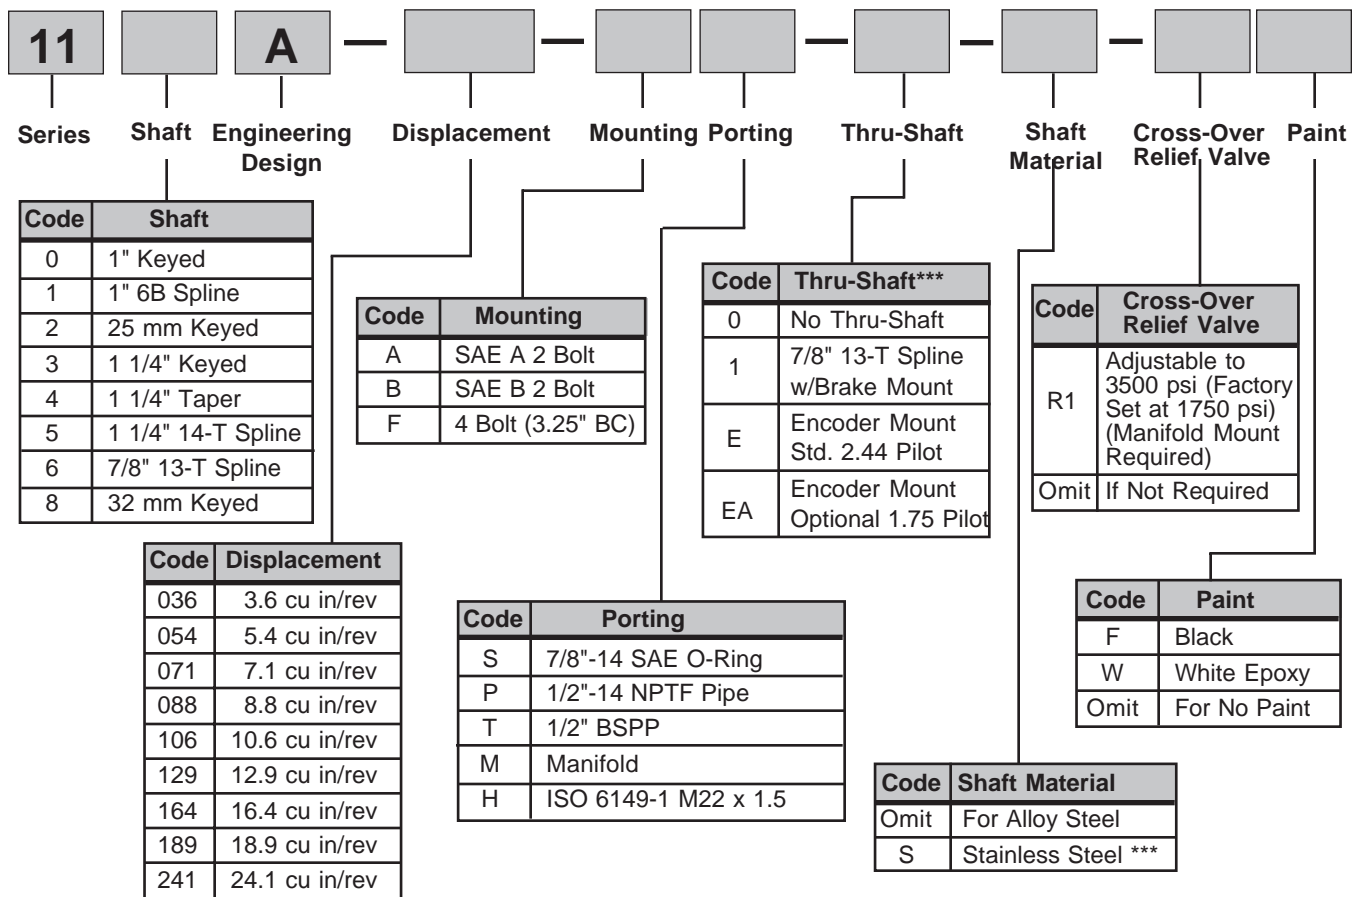 11 A
Series Shaft Engineering Design Displacement Mounting Porting Thru-Shaft Shaft Material Cross-Over Relief Valve Paint
Code Shaft
0 1" Keyed
1 1" 6B Spline
2 25 mm Keyed
3 1 1/4" Keyed
4 1 1/4" Taper
5 1 1/4" 14-T Spline
6 7/8" 13-T Spline
8 32 mm Keyed
Code Displacement
036 3.6 cu in/rev
054 5.4 cu in/rev
071 7.1 cu in/rev
088 8.8 cu in/rev
106 10.6 cu in/rev
129 12.9 cu in/rev
164 16.4 cu in/rev
189 18.9 cu in/rev
241 24.1 cu in/rev
Code Mounting
A SAE A 2 Bolt
B SAE B 2 Bolt
F 4 Bolt (3.25" BC)
Code Porting
S 7/8"-14 SAE O-Ring
P 1/2"-14 NPTF Pipe
T 1/2" BSPP
M Manifold
H ISO 6149-1 M22 x 1.5
Code Thru-Shaft***
0 No Thru-Shaft
1 7/8" 13-T Spline
w/Brake Mount
E Encoder Mount
Std. 2.44 Pilot
EA Encoder Mount
Optional 1.75 Pilot
Code Shaft Material
Omit For Alloy Steel
S Stainless Steel ***
Code Cross-Over
Relief Valve
R1 Adjustable to
3500 psi (Factory
Set at 1750 psi)
(Manifold Mount
Required)
Omit If Not Required
Code Paint
F Black
W White Epoxy
Omit For No Paint